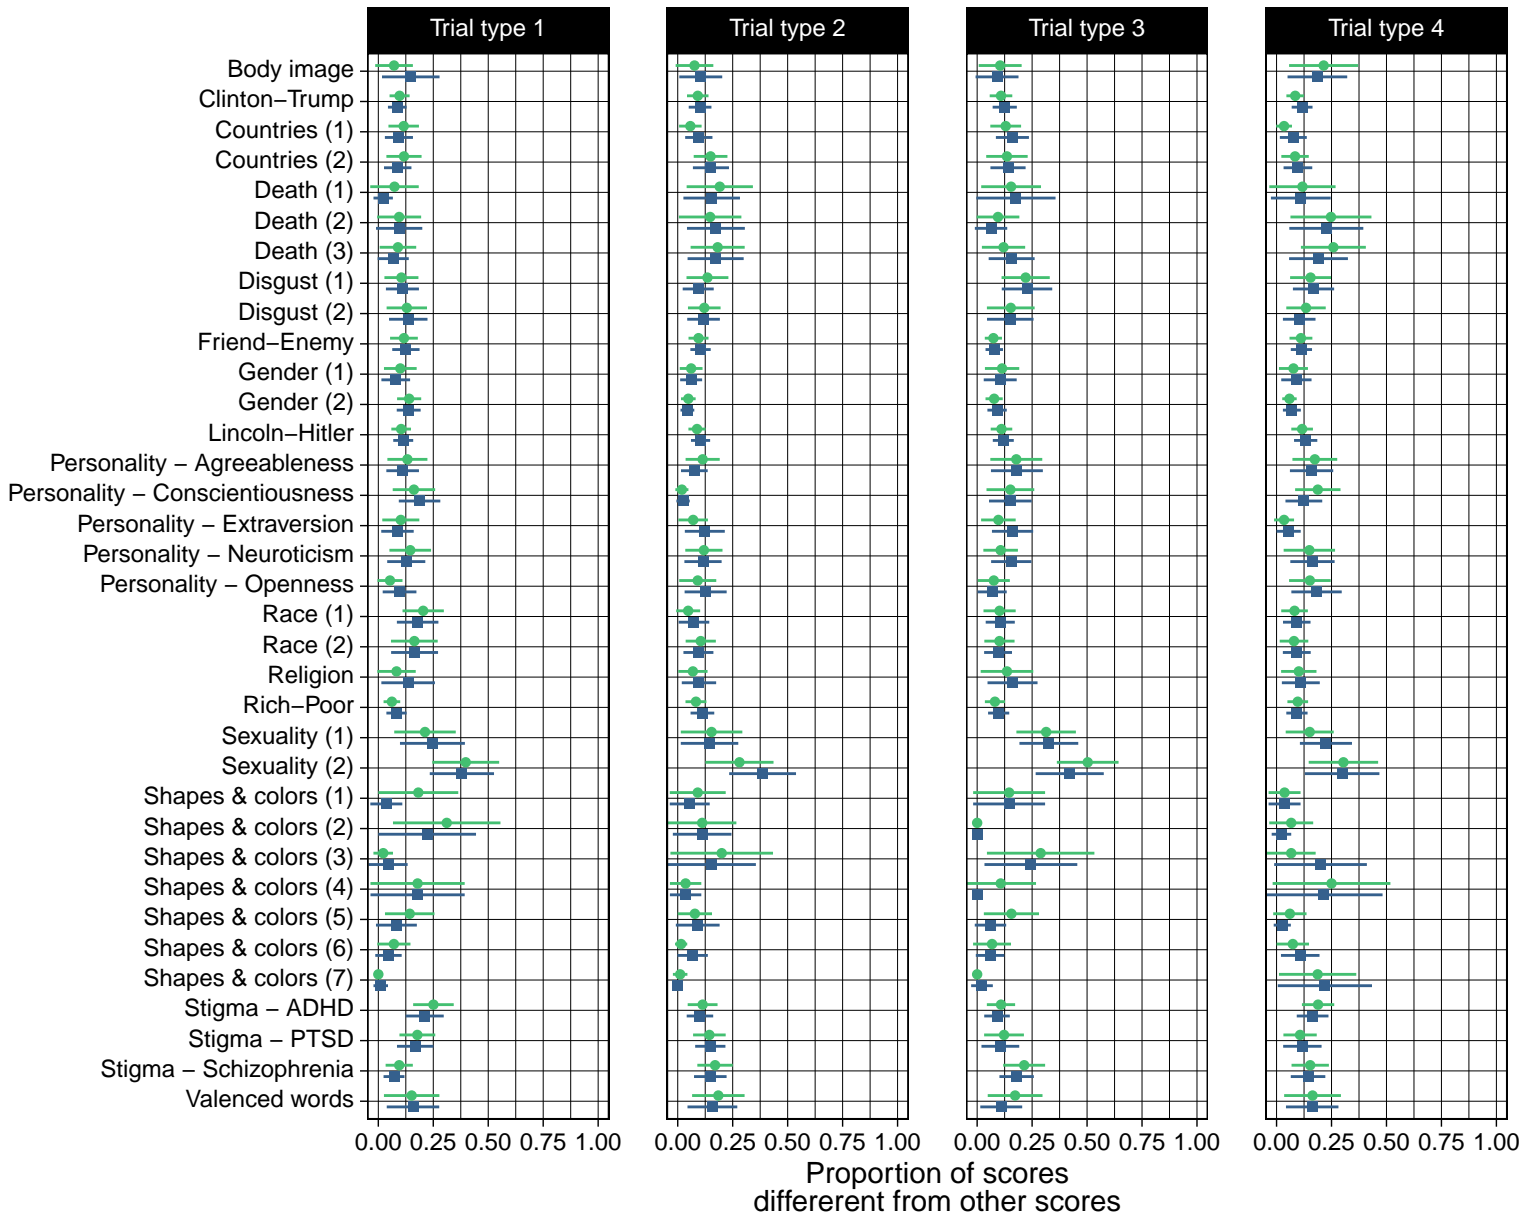 Trial type 1
Trial type 2
Trial type 3
Trial type 4
Body image
Clinton−Trump
Countries (1)
Countries (2)
Death (1)
Death (2)
Death (3)
Disgust (1)
Disgust (2)
Friend−Enemy
Gender (1)
Gender (2)
Lincoln−Hitler
Personality − Agreeableness
Personality − Conscientiousness
Personality − Extraversion
Personality − Neuroticism
Personality − Openness
Race (1)
Race (2)
Religion
Rich−Poor
Sexuality (1)
Sexuality (2)
Shapes & colors (1)
Shapes & colors (2)
Shapes & colors (3)
Shapes & colors (4)
Shapes & colors (5)
Shapes & colors (6)
Shapes & colors (7)
Stigma − ADHD
Stigma − PTSD
Stigma − Schizophrenia
Valenced words
0.00 0.25 0.50 0.75 1.00
0.00 0.25 0.50 0.75 1.00
0.00 0.25 0.50 0.75 1.00
0.00 0.25 0.50 0.75 1.00
Proportion of scores
differerent from other scores